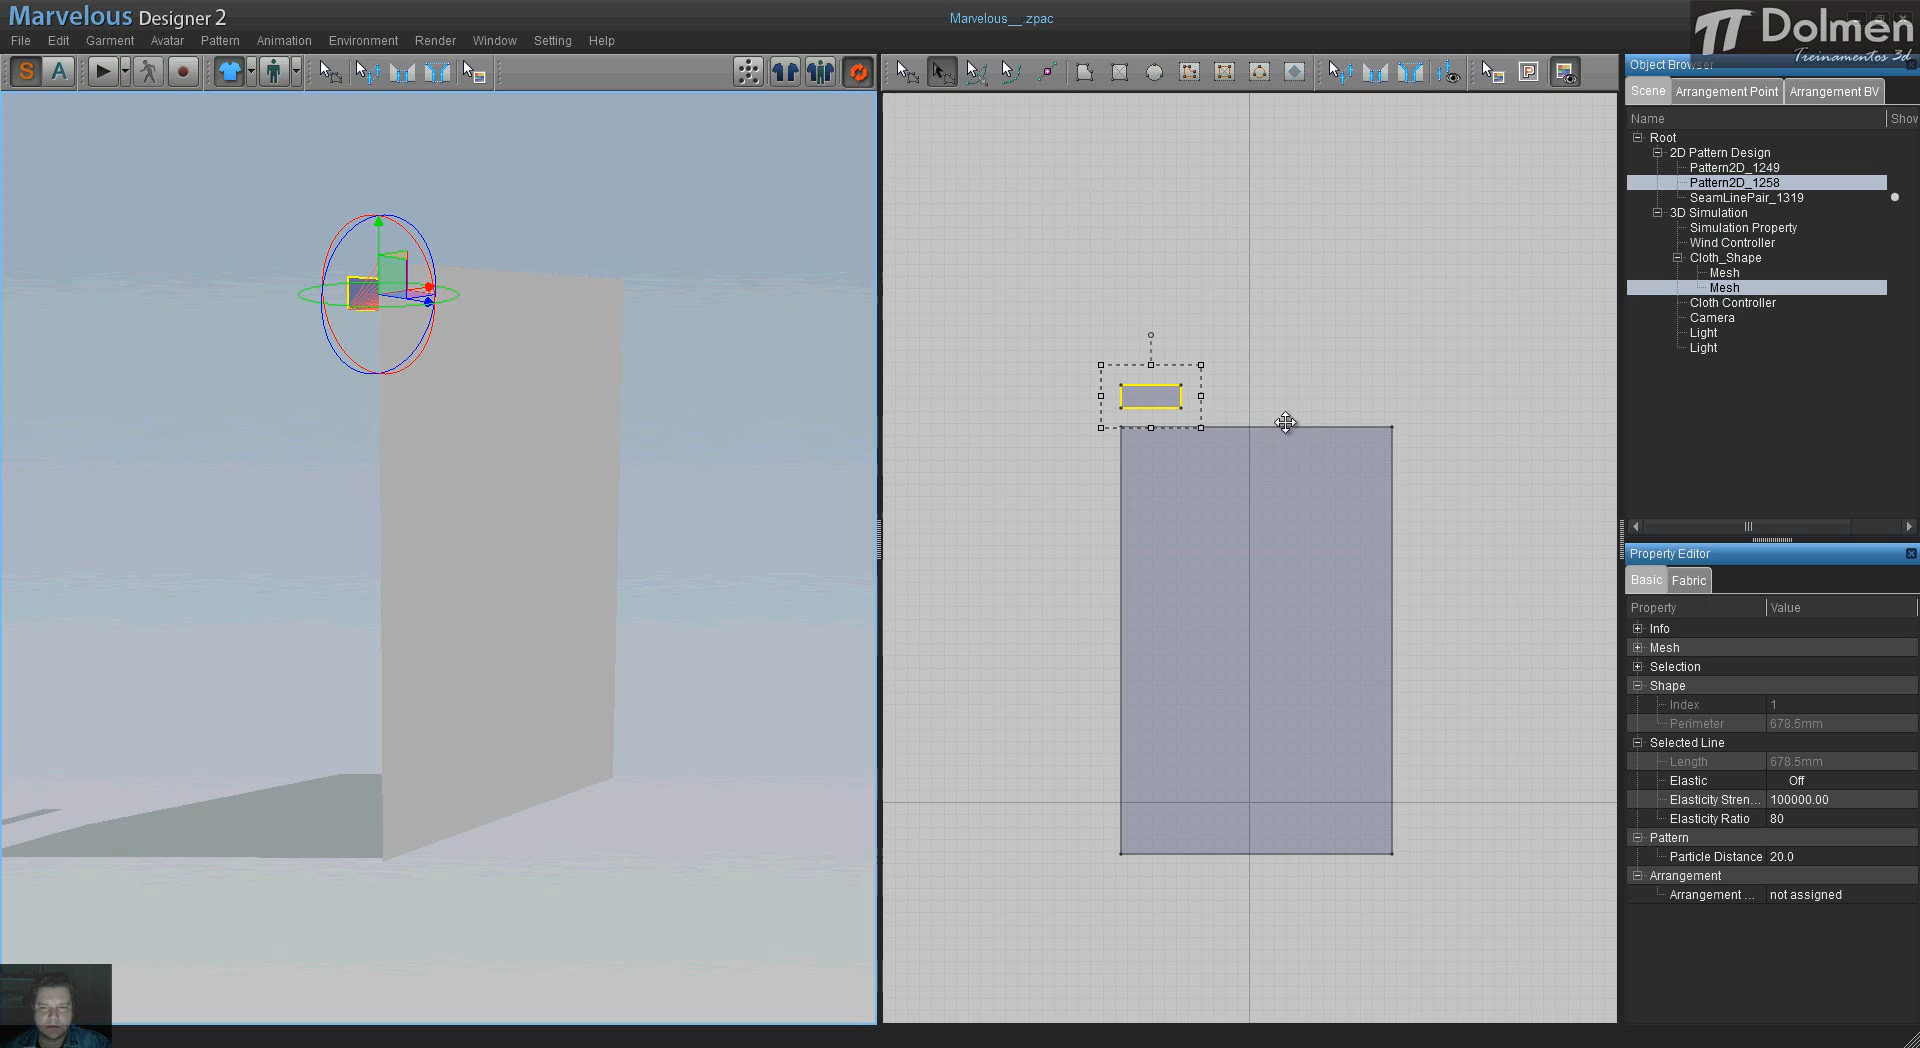 Marvelous Designer 2
Marvelous__.zpac
Dolmen
Treinamentos 3d
File Edit Garment Avatar Pattern Animation Environment Render Window Setting Help
S A
P
Object Browser
Scene Arrangement Point Arrangement BV
Name Show
Root
2D Pattern Design
Pattern2D_1249
Pattern2D_1258
SeamLinePair_1319
3D Simulation
Simulation Property
Wind Controller
Cloth_Shape
Mesh
Mesh
Cloth Controller
Camera
Light
Light
Property Editor
Basic Fabric
Property Value
Info
Mesh
Selection
Shape
Index 1
Perimeter 678.5mm
Selected Line
Length 678.5mm
Elastic Off
Elasticity Stren... 100000.00
Elasticity Ratio 80
Pattern
Particle Distance 20.0
Arrangement
Arrangement ... not assigned